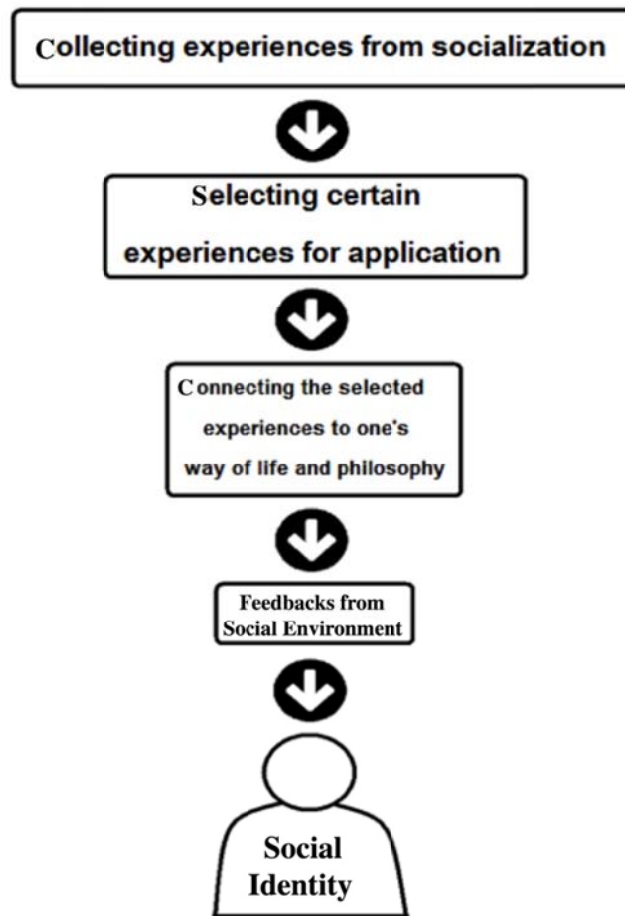 Collecting experiences from socialization
Selecting certain
experiences for application
Connecting the selected
experiences to one's
way of life and philosophy
Feedbacks from
Social Environment
Social
Identity